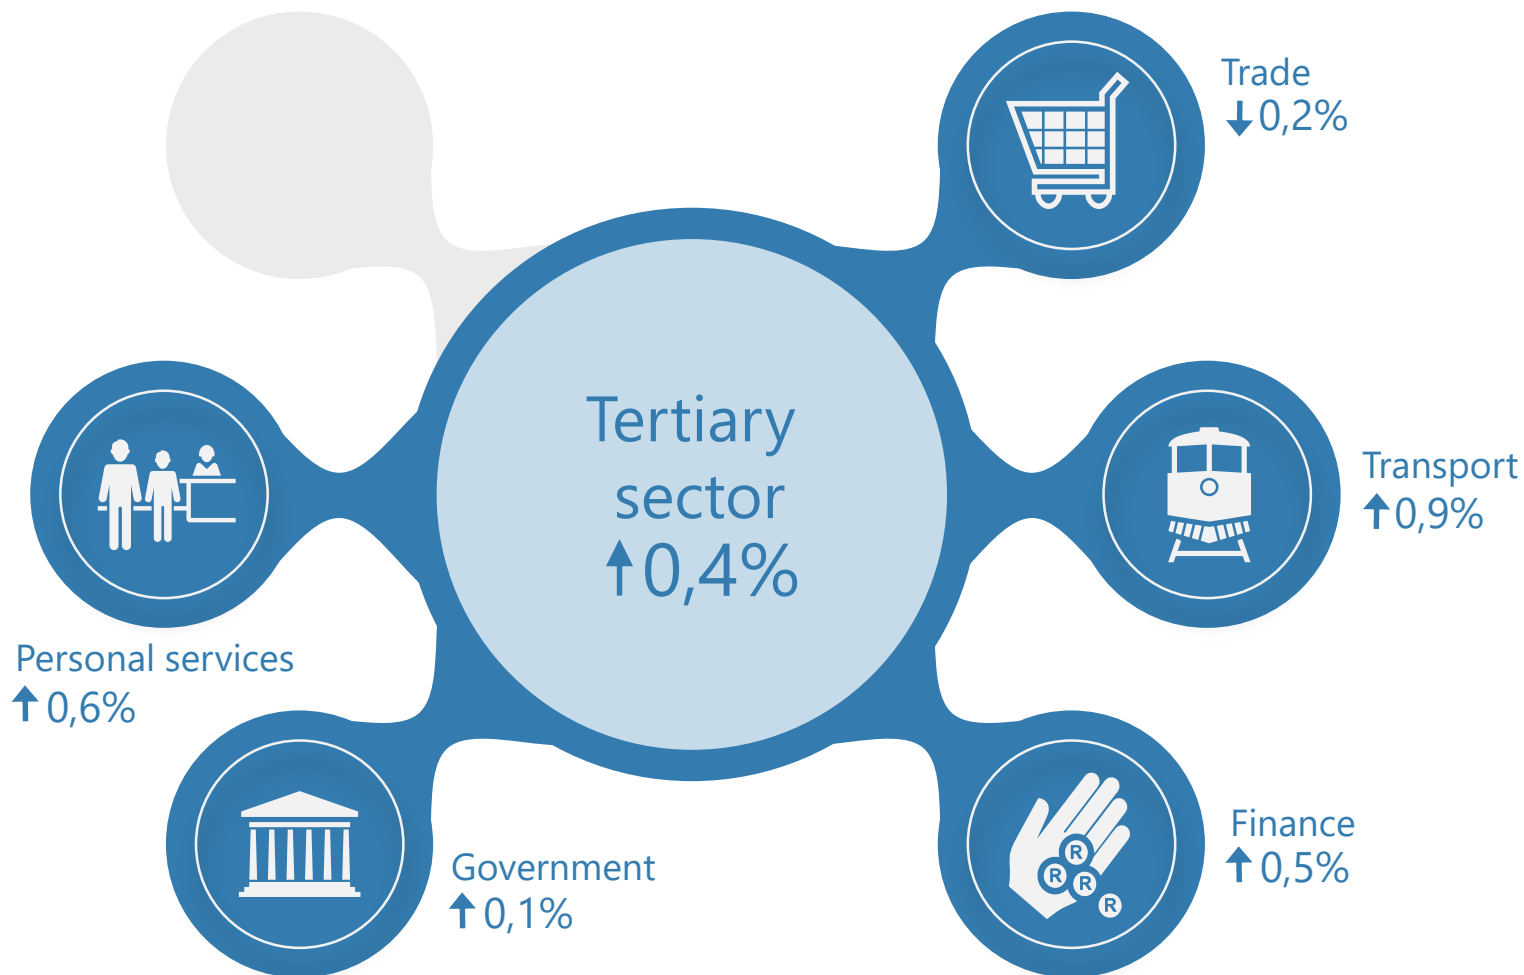 Trade
↓ 0,2%
Tertiary
sector
↑ 0,4%
Transport
↑ 0,9%
Personal services
↑ 0,6%
Government
↑ 0,1%
Finance
↑ 0,5%
R
R
R
R